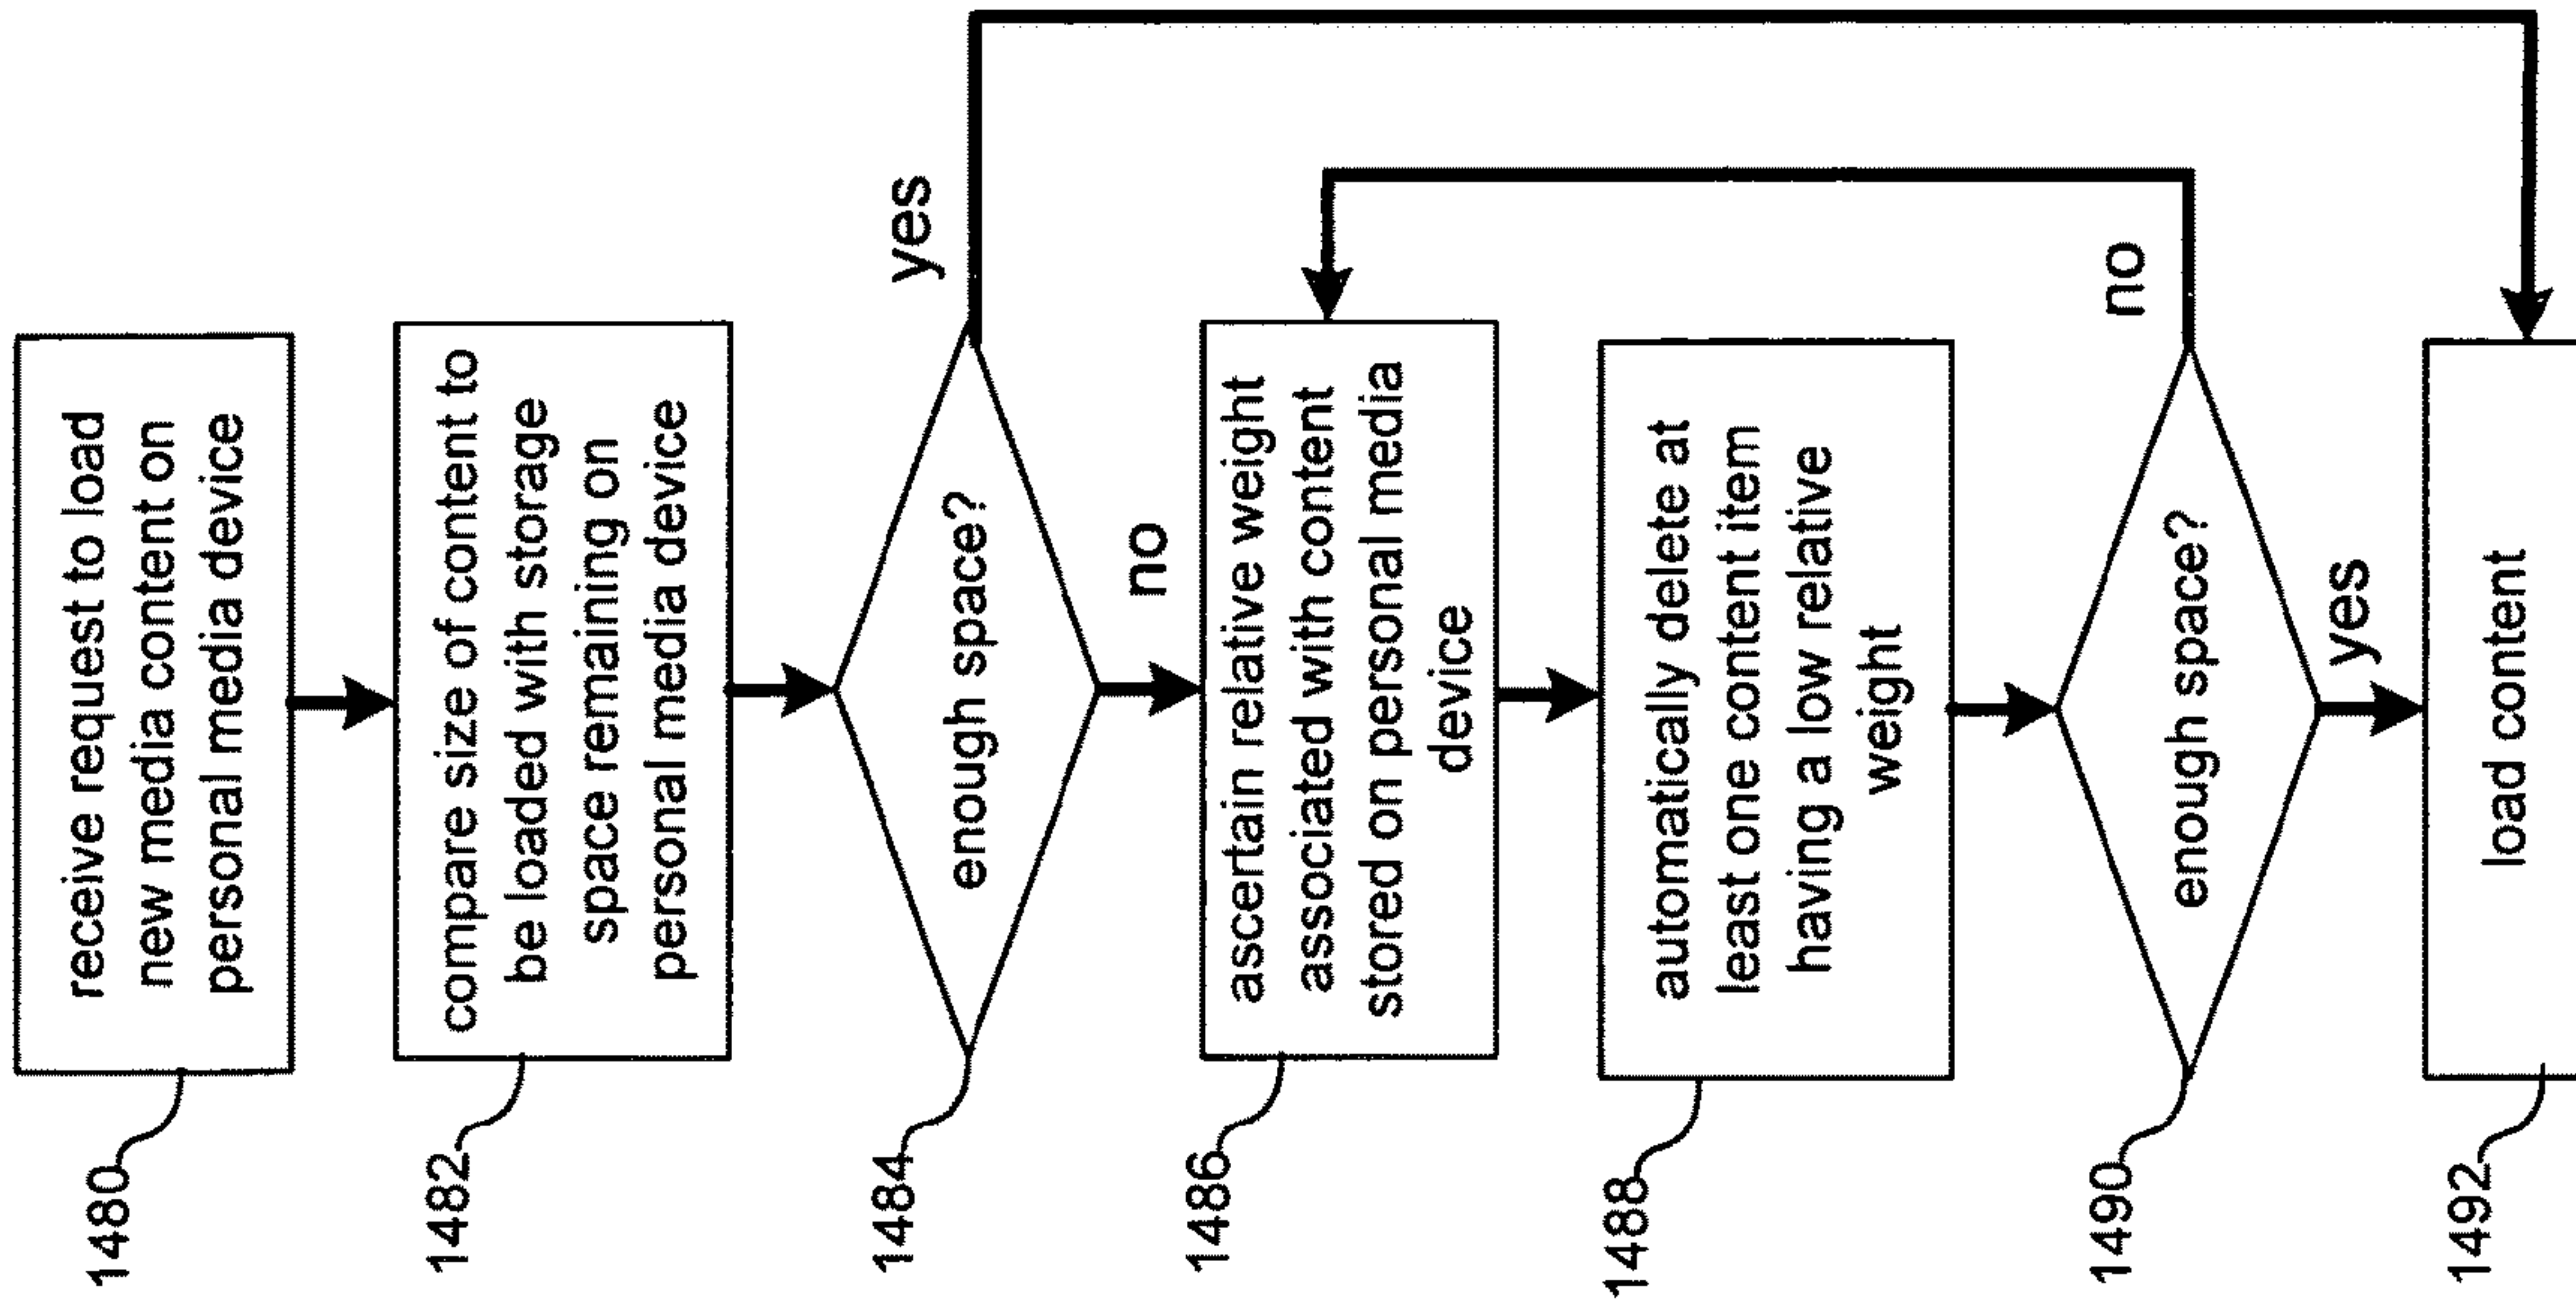 1480
receive request to load
new media content on
personal media device
1482
compare size of content to
be loaded with storage
space remaining on
personal media device
1484
enough space?
yes
no
1486
ascertain relative weight
associated with content
stored on personal media
device
1488
automatically delete at
least one content item
having a low relative
weight
1490
enough space?
no
yes
1492
load content